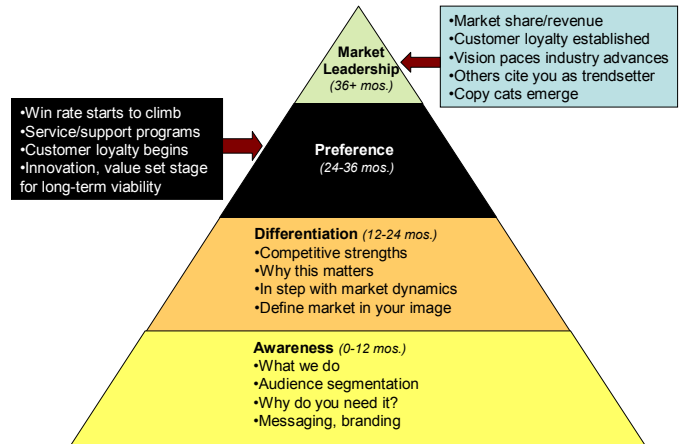 Market
Leadership
(36+ mos.)
•Market share/revenue
•Customer loyalty established
•Vision paces industry advances
•Others cite you as trendsetter
•Copy cats emerge
•Win rate starts to climb
•Service/support programs
•Customer loyalty begins
•Innovation, value set stage
for long-term viability
Preference
(24-36 mos.)
Differentiation (12-24 mos.)
•Competitive strengths
•Why this matters
•In step with market dynamics
•Define market in your image
Awareness (0-12 mos.)
•What we do
•Audience segmentation
•Why do you need it?
•Messaging, branding